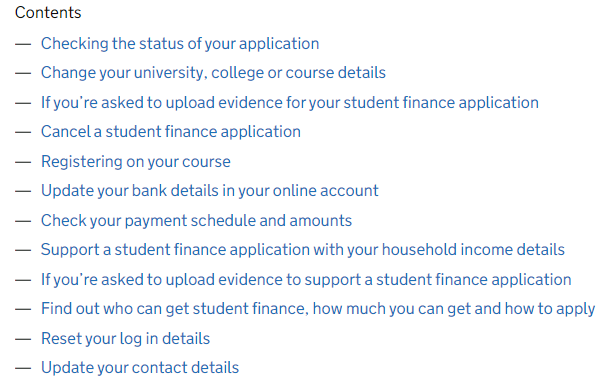 Contents
— Checking the status of your application
— Change your university, college or course details
— If you’re asked to upload evidence for your student finance application
— Cancel a student finance application
— Registering on your course
— Update your bank details in your online account
— Check your payment schedule and amounts
— Support a student finance application with your household income details
— If you’re asked to upload evidence to support a student finance application
— Find out who can get student finance, how much you can get and how to apply
— Reset your log in details
— Update your contact details